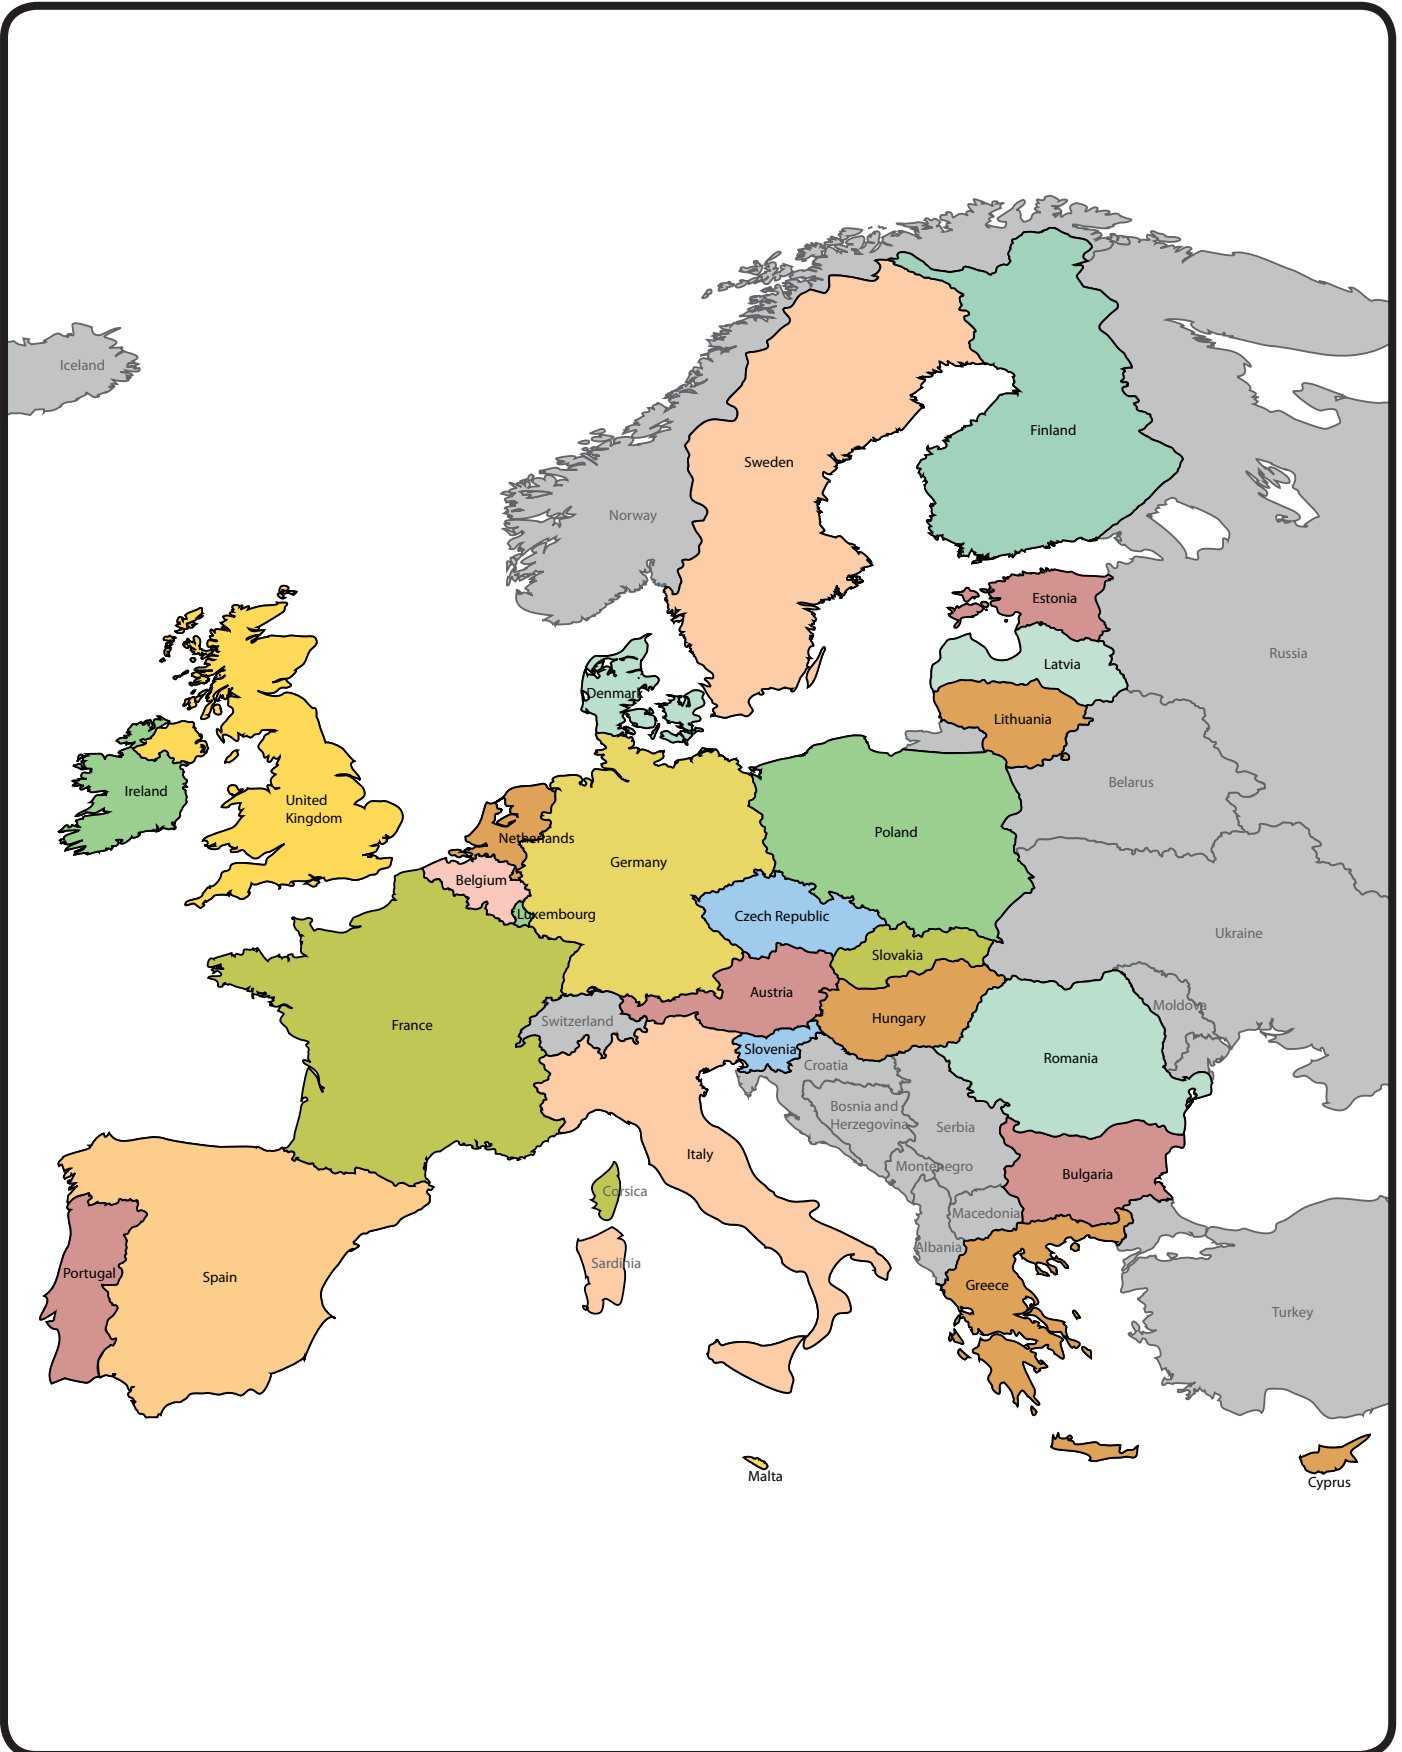 Iceland
Finland
Sweden
Norway
Estonia
Russia
Latvia
Denmark
Lithuania
Belarus
Ireland
United
Kingdom
Poland
Netherlands
Germany
Belgium
Luxembourg
Czech Republic
Ukraine
Slovakia
Austria
Moldova
Switzerland
France
Hungary
Slovenia
Romania
Croatia
Bosnia and
Herzegovina
Serbia
Italy
Montenegro
Bulgaria
Corsica
Macedonia
Albania
Sardinia
Portugal
Spain
Greece
Turkey
Malta
Cyprus